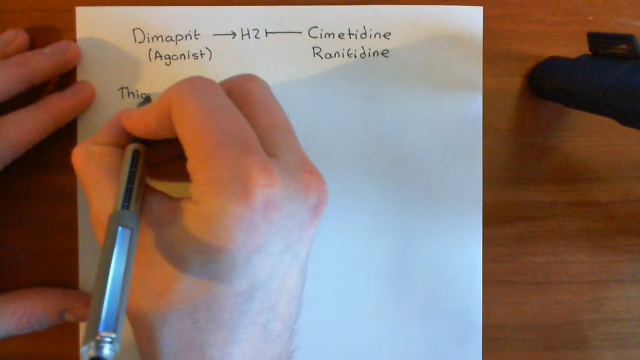 Dimaprit → H2 ⊢ Cimetidine
(Agonist) Ranitidine